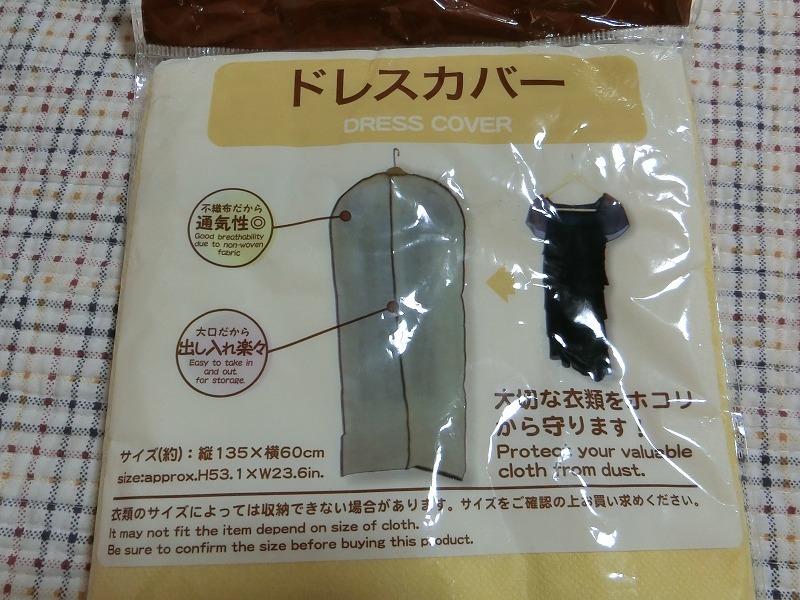 ドレスカバー
DRESS COVER
不織布だから
通気性◎
Good breathability
due to non-woven
fabric
大口だから
出し入れ楽々
Easy to take in
and out
for storage.
大切な衣類をホコリ
から守ります!
Protect your valuable
cloth from dust.
サイズ(約):縦135×横60cm
size:approx.H53.1×W23.6in.
衣類のサイズによっては収納できない場合があります。サイズをご確認の上お買い求めください。
It may not fit the item depend on size of cloth.
Be sure to confirm the size before buying this product.